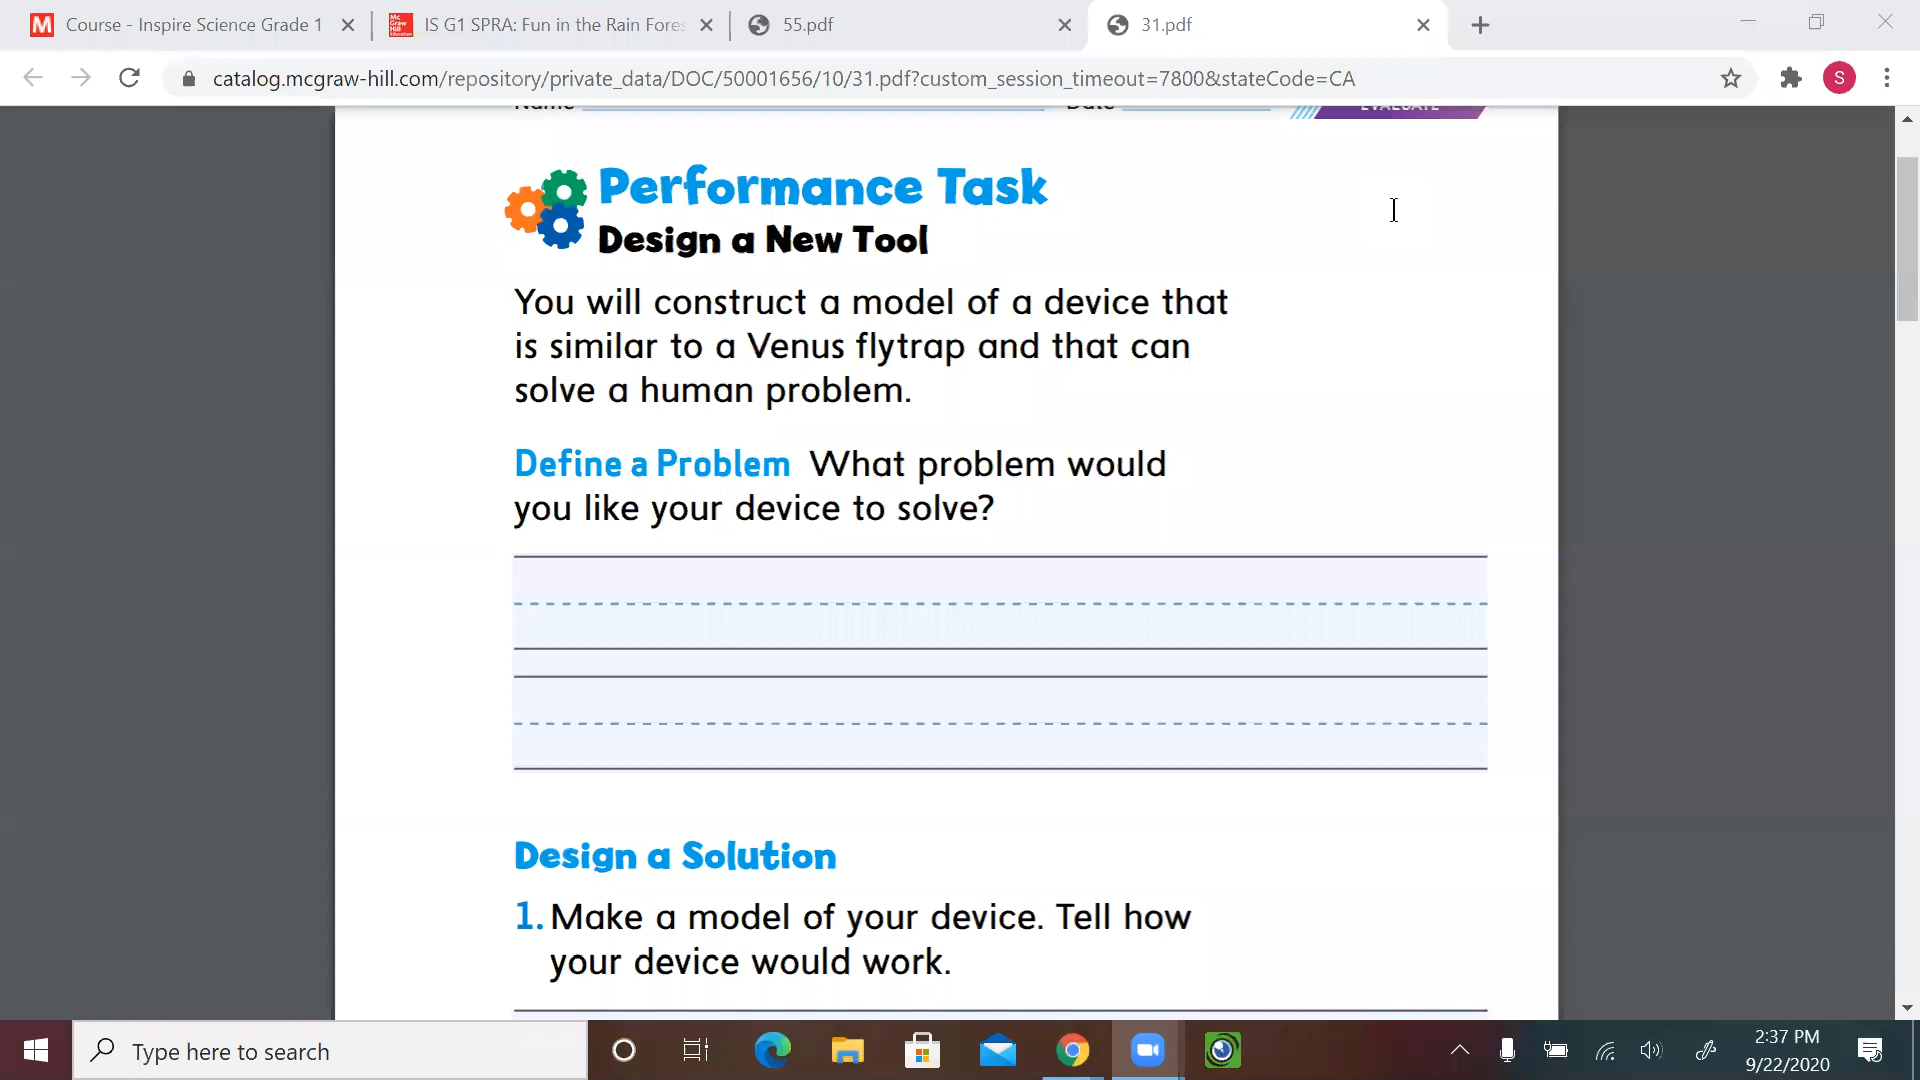 Course - Inspire Science Grade 1
IS G1 SPRA: Fun in the Rain Fores
55.pdf
31.pdf
catalog.mcgraw-hill.com/repository/private_data/DOC/50001656/10/31.pdf?custom_session_timeout=7800&stateCode=CA
S
Name Date EVALUATE
Performance Task
Design a New Tool
You will construct a model of a device that
is similar to a Venus flytrap and that can
solve a human problem.
Define a Problem What problem would
you like your device to solve?
Design a Solution
1. Make a model of your device. Tell how
your device would work.
Type here to search
2:37 PM
9/22/2020